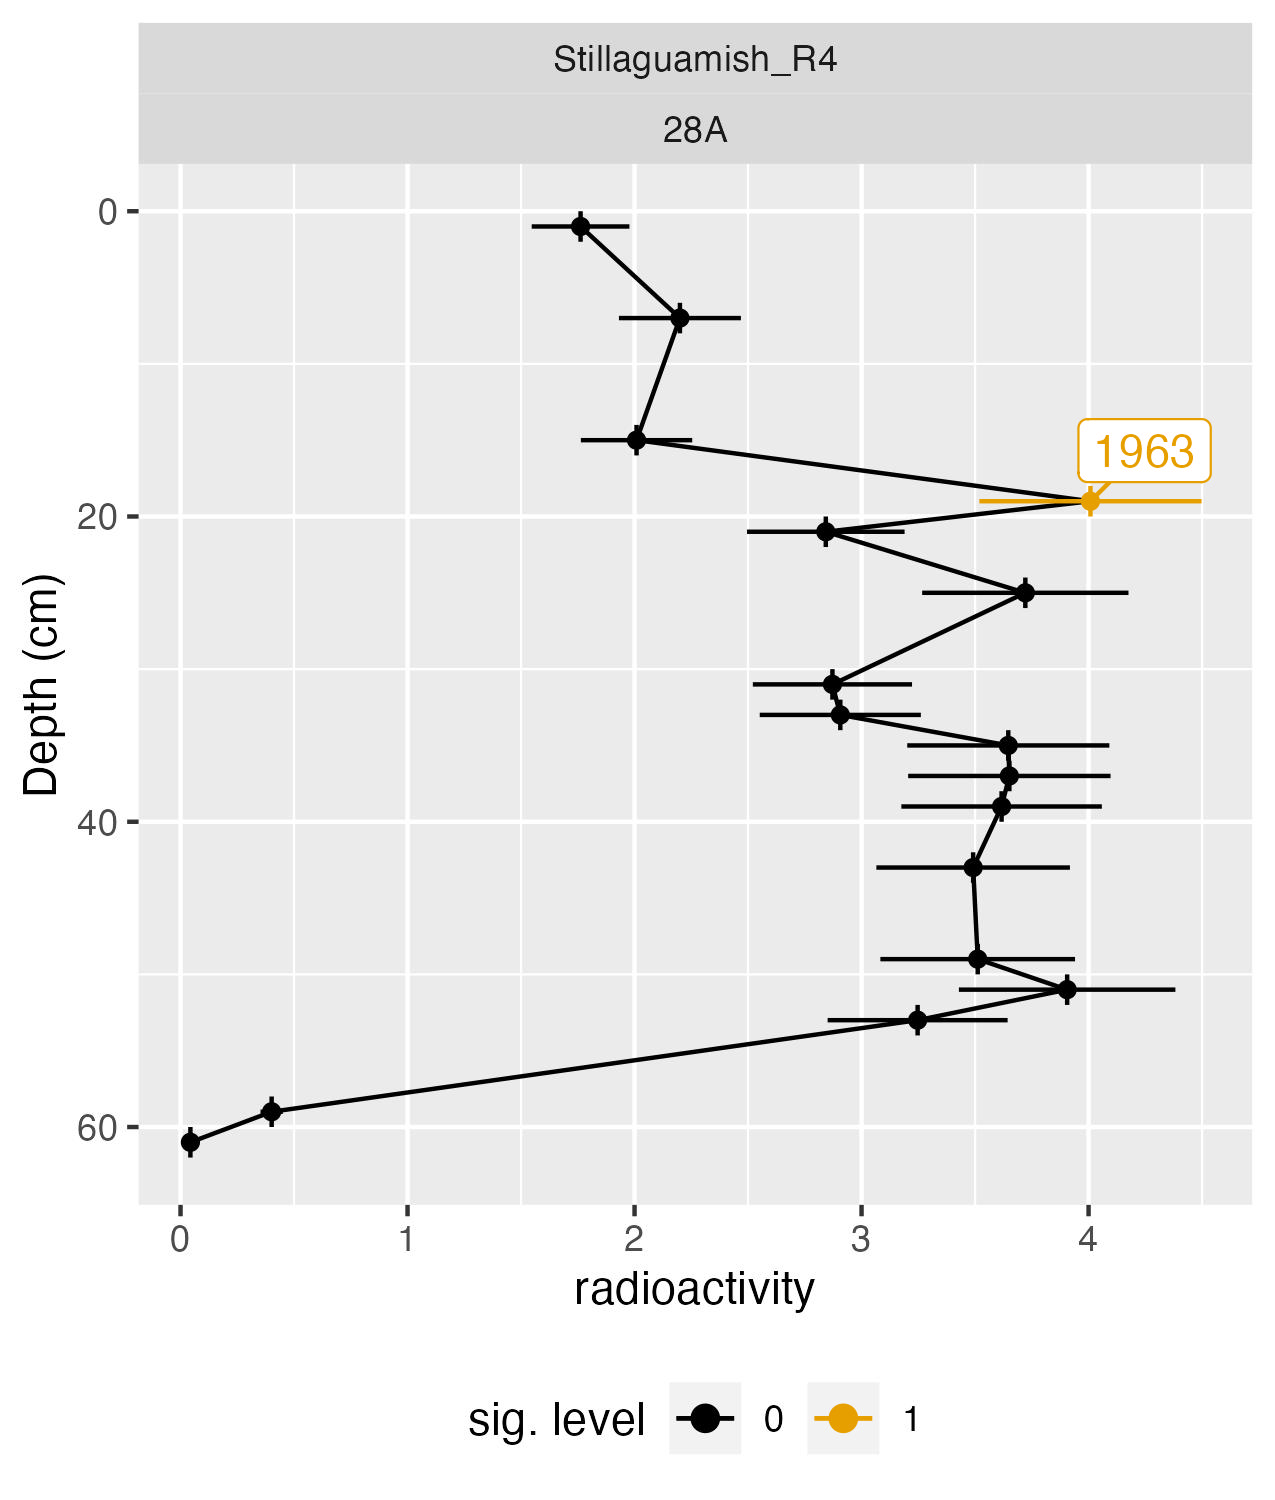 Stillaguamish_R4
28A
0
1963
20
Depth (cm)
40
60
0 1 2 3 4
radioactivity
sig. level 0 1